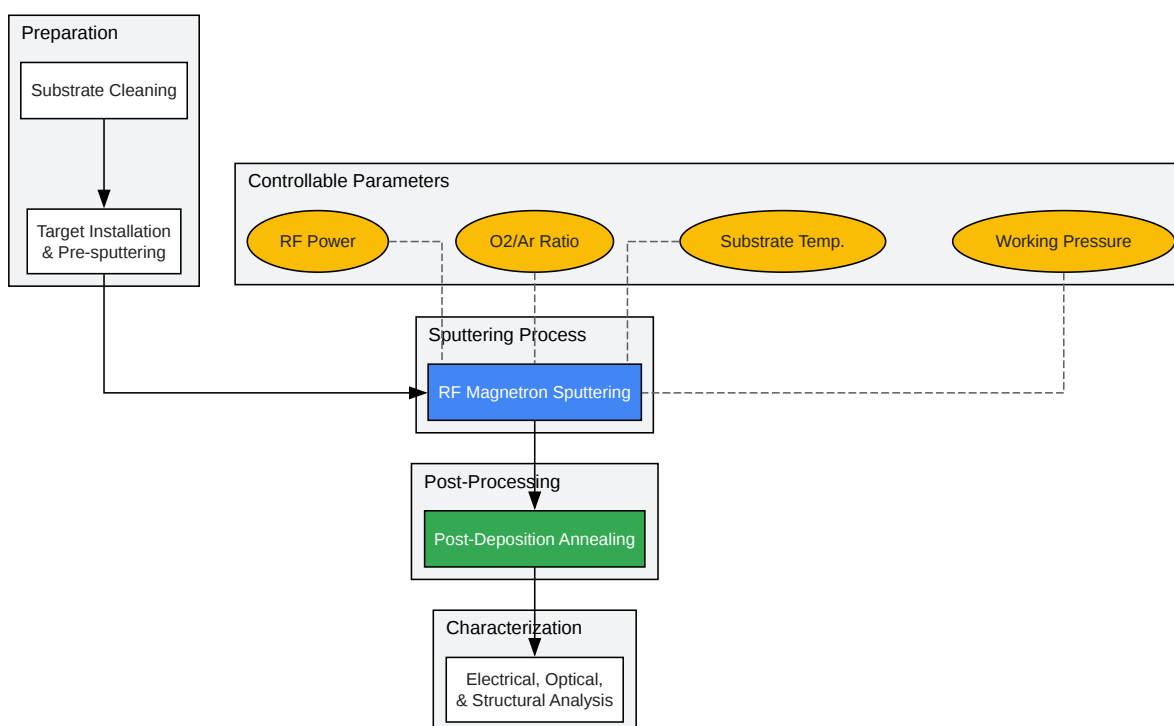 Preparation
Substrate Cleaning
Target Installation
& Pre-sputtering
Controllable Parameters
RF Power
O2/Ar Ratio
Substrate Temp.
Working Pressure
Sputtering Process
RF Magnetron Sputtering
Post-Processing
Post-Deposition Annealing
Characterization
Electrical, Optical,
& Structural Analysis